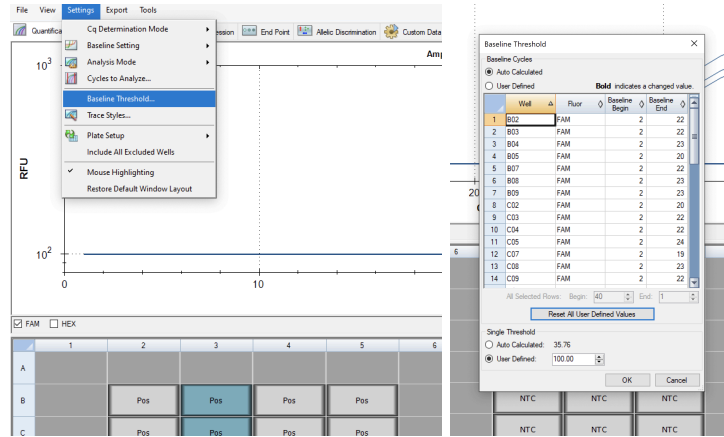 File View Settings Export Tools
Quantifica
Cq Determination Mode
Baseline Setting
Analysis Mode
Cycles to Analyze...
Baseline Threshold...
Trace Styles...
Plate Setup
Include All Excluded Wells
Mouse Highlighting
Restore Default Window Layout
ession End Point Allelic Discrimination Custom Data
Amp
10³
RFU
10²
0 10
FAM HEX
1 2 3 4 5 6
A
B Pos Pos Pos Pos
C Pos Pos Pos Pos
Baseline Threshold
Baseline Cycles
Auto Calculated
User Defined Bold indicates a changed value.
Well Fluor Baseline Begin Baseline End
1 B02 FAM 2 22
2 B03 FAM 2 22
3 B04 FAM 2 23
4 B05 FAM 2 20
5 B07 FAM 2 22
6 B08 FAM 2 23
7 B09 FAM 2 23
8 C02 FAM 2 20
9 C03 FAM 2 22
10 C04 FAM 2 22
11 C05 FAM 2 24
12 C07 FAM 2 19
13 C08 FAM 2 23
14 C09 FAM 2 22
All Selected Rows: Begin: 40 End: 1
Reset All User Defined Values
Single Threshold
Auto Calculated: 35.76
User Defined: 100.00
OK Cancel
20
6
NTC NTC NTC
NTC NTC NTC